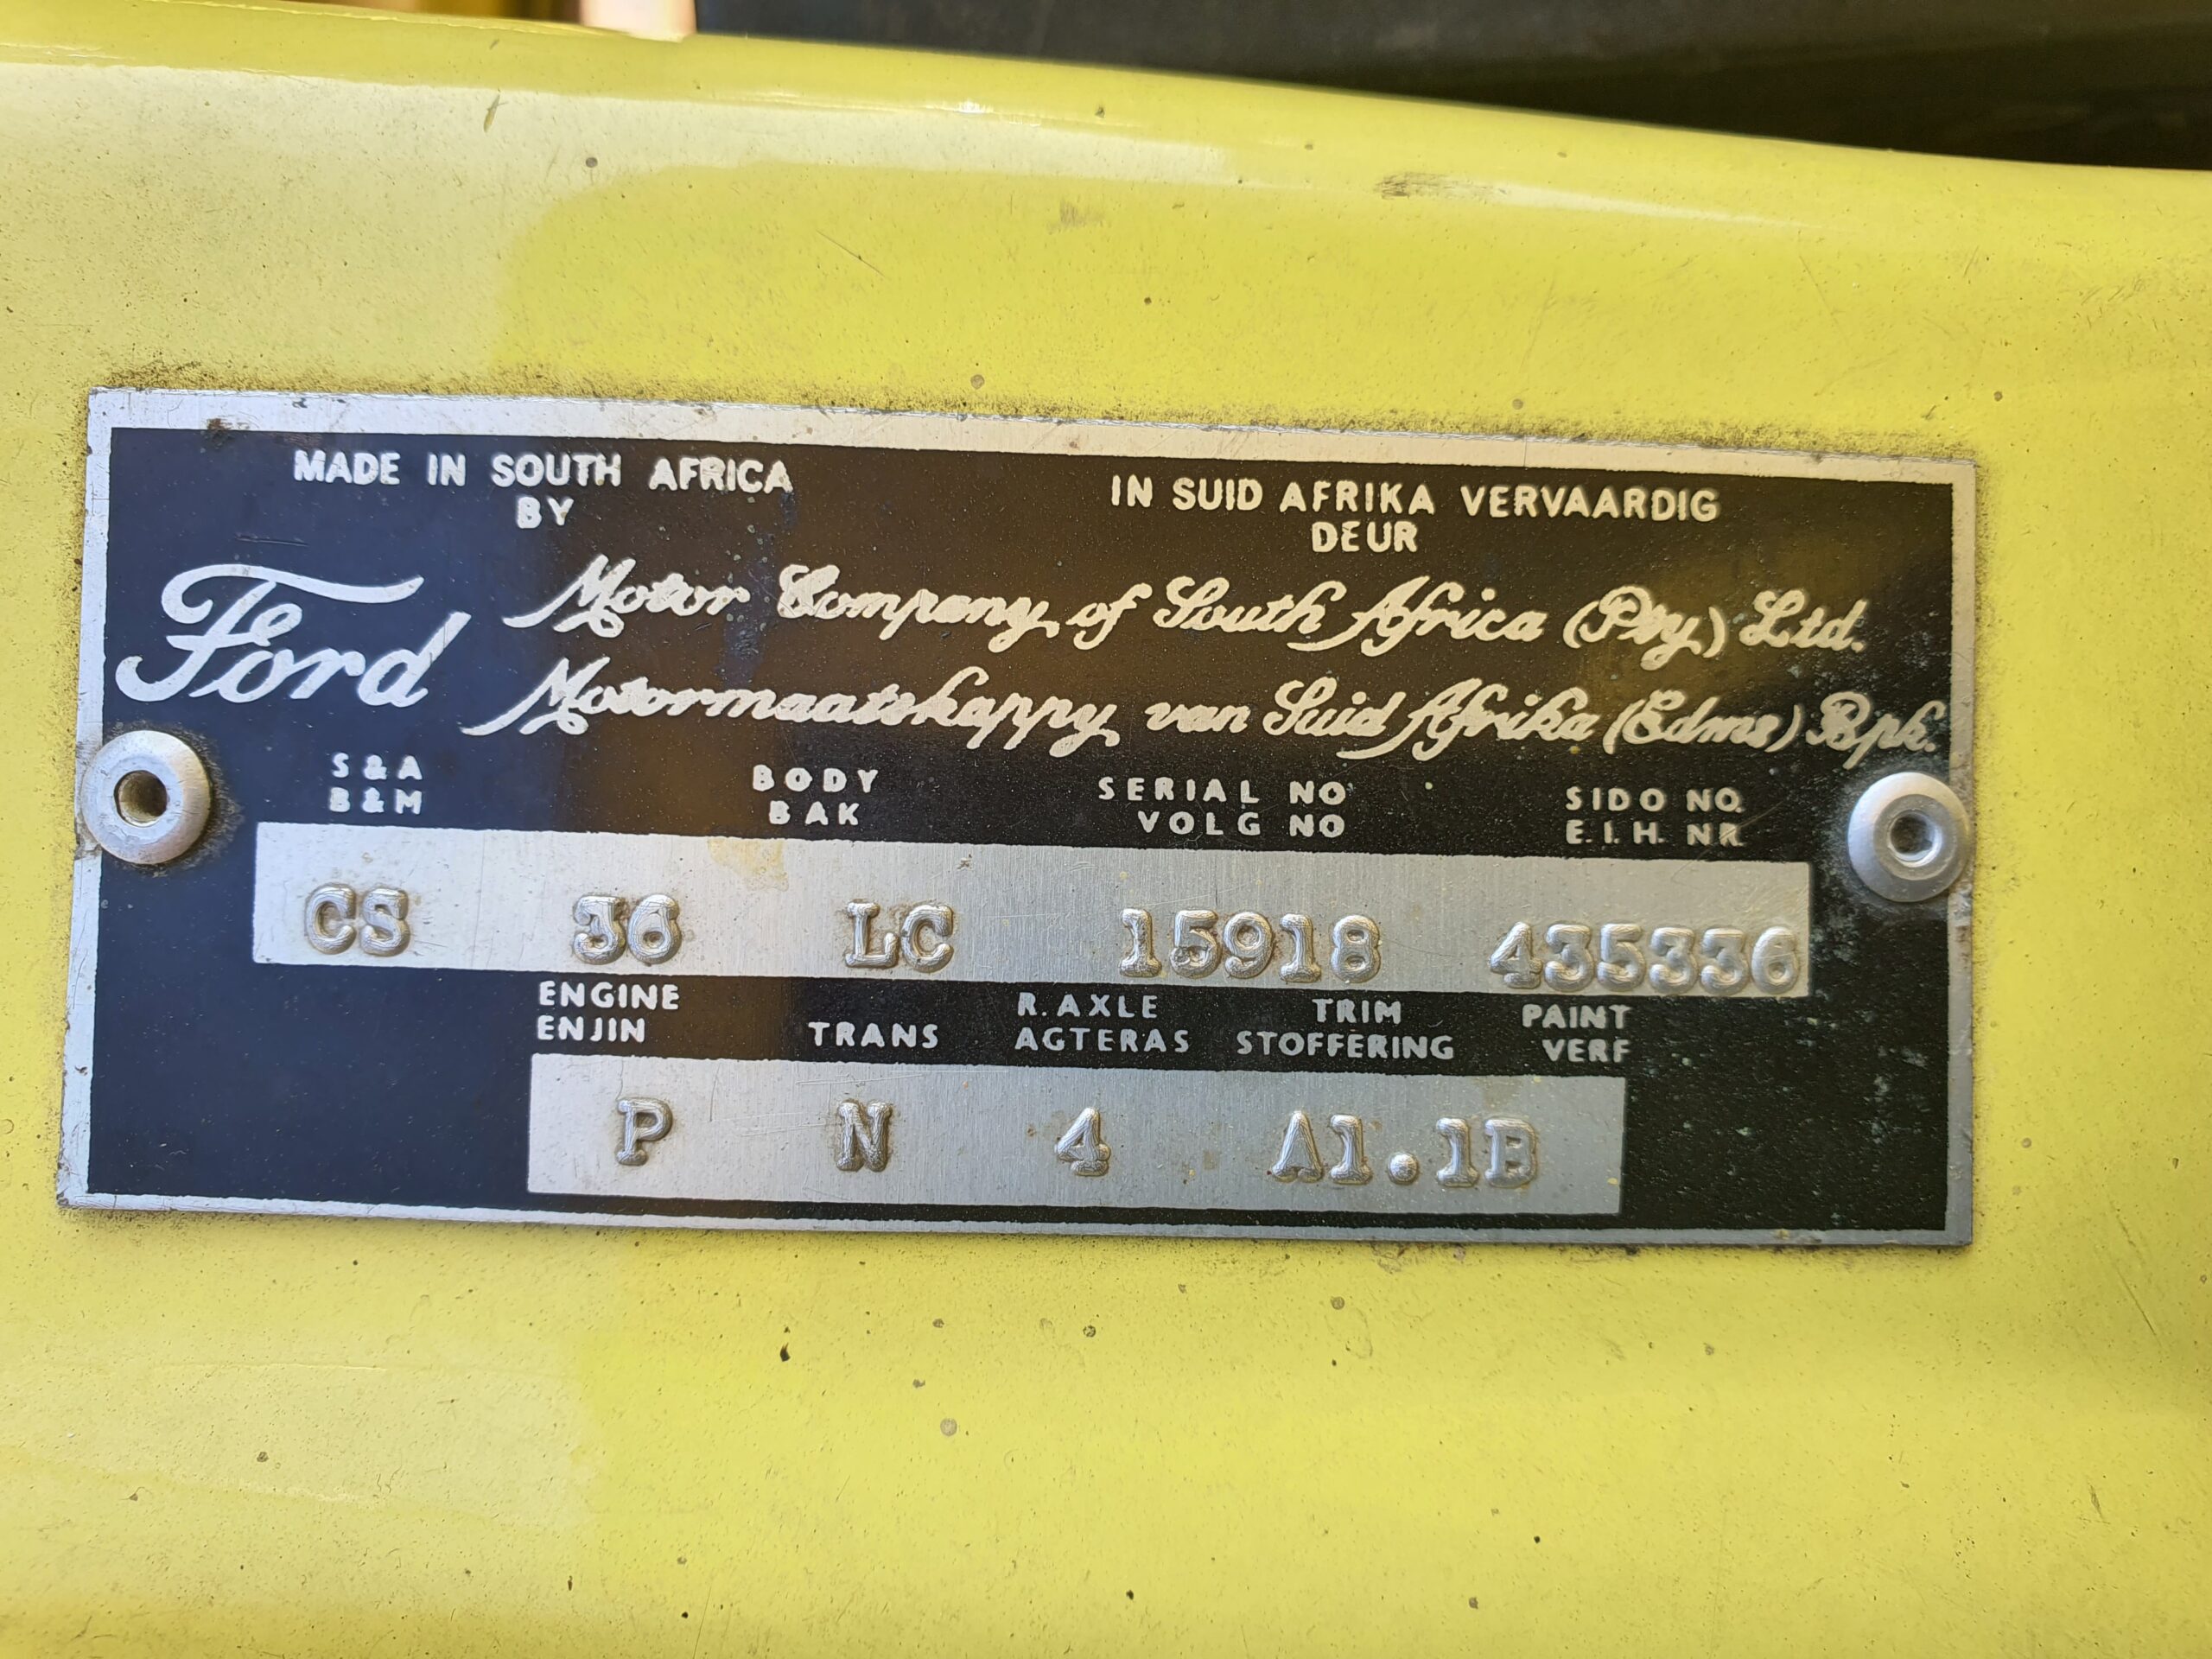 MADE IN SOUTH AFRICA
BY
IN SUID AFRIKA VERVAARDIG
DEUR
Ford Motor Company of South Africa (Pty) Ltd.
Motormaatskappy van Suid Afrika (Edms) Bpk.
S & A BODY SERIAL NO SIDO NO
B & M BAK VOLG NO E.I.H. NR
CS 36 LC 15918 435336
ENGINE R. AXLE TRIM PAINT
ENJIN TRANS AGTERAS STOFFERING VERF
P N 4 A1.1B